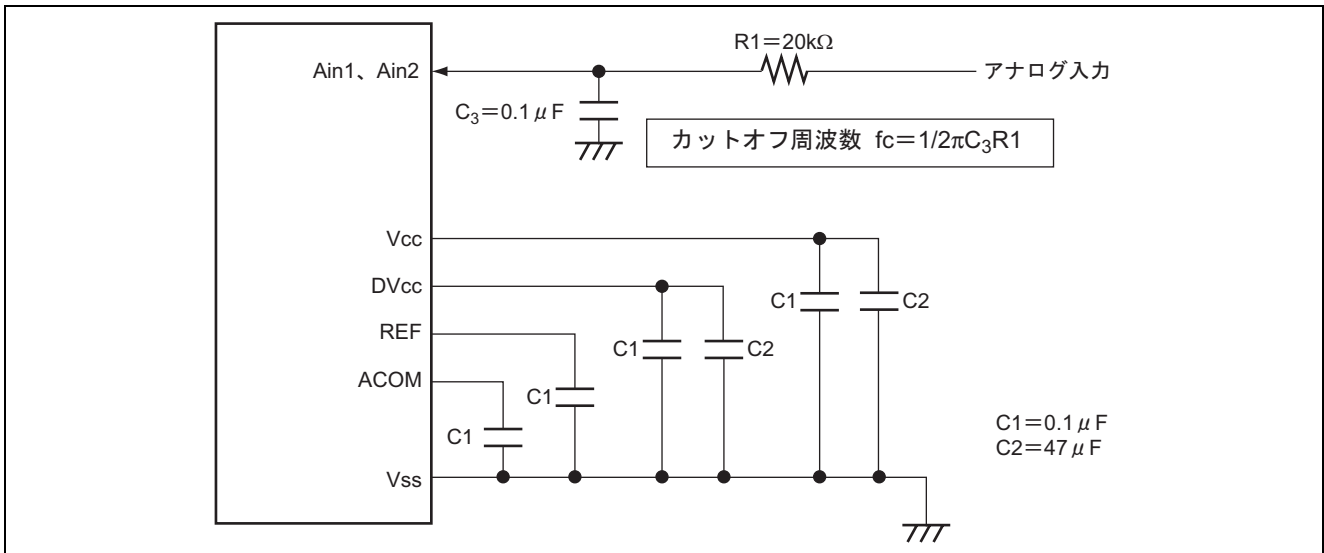 R1＝20kΩ
Ain1、Ain2
アナログ入力
C₃＝0.1μF
カットオフ周波数 fc＝1/2πC₃R1
Vcc
DVcc
C1
C2
REF
C1
C2
ACOM
C1
C1
C1＝0.1μF
C2＝47μF
Vss